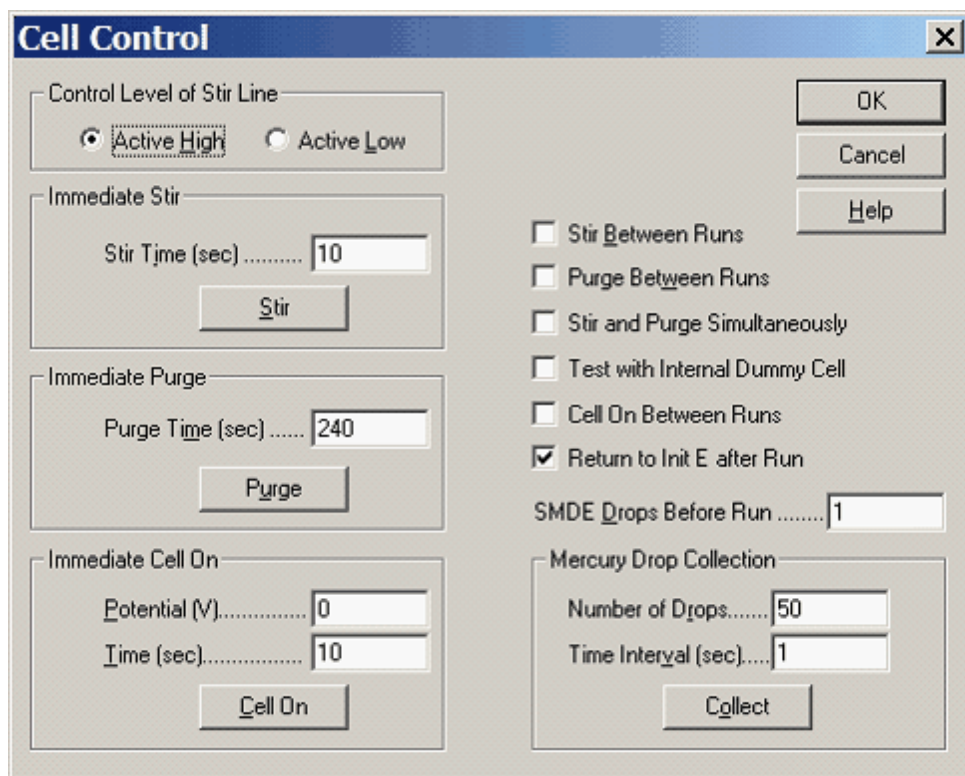 Cell Control
Control Level of Stir Line
Active High
Active Low
OK
Cancel
Help
Immediate Stir
Stir Time (sec) .......... 10
Stir
Immediate Purge
Purge Time (sec) ...... 240
Purge
Immediate Cell On
Potential (V)............... 0
Time (sec)................. 10
Cell On
Stir Between Runs
Purge Between Runs
Stir and Purge Simultaneously
Test with Internal Dummy Cell
Cell On Between Runs
Return to Init E after Run
SMDE Drops Before Run ........ 1
Mercury Drop Collection
Number of Drops....... 50
Time Interval (sec)..... 1
Collect